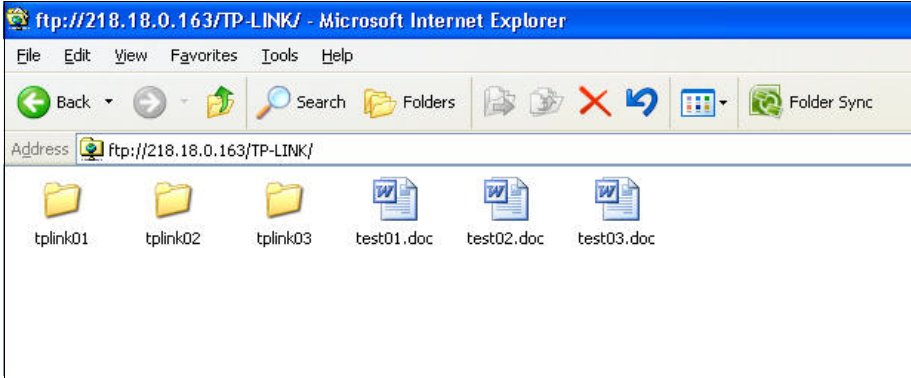 ftp://218.18.0.163/TP-LINK/ - Microsoft Internet Explorer
File Edit View Favorites Tools Help
Back Search Folders Folder Sync
Address ftp://218.18.0.163/TP-LINK/
tplink01 tplink02 tplink03 test01.doc test02.doc test03.doc